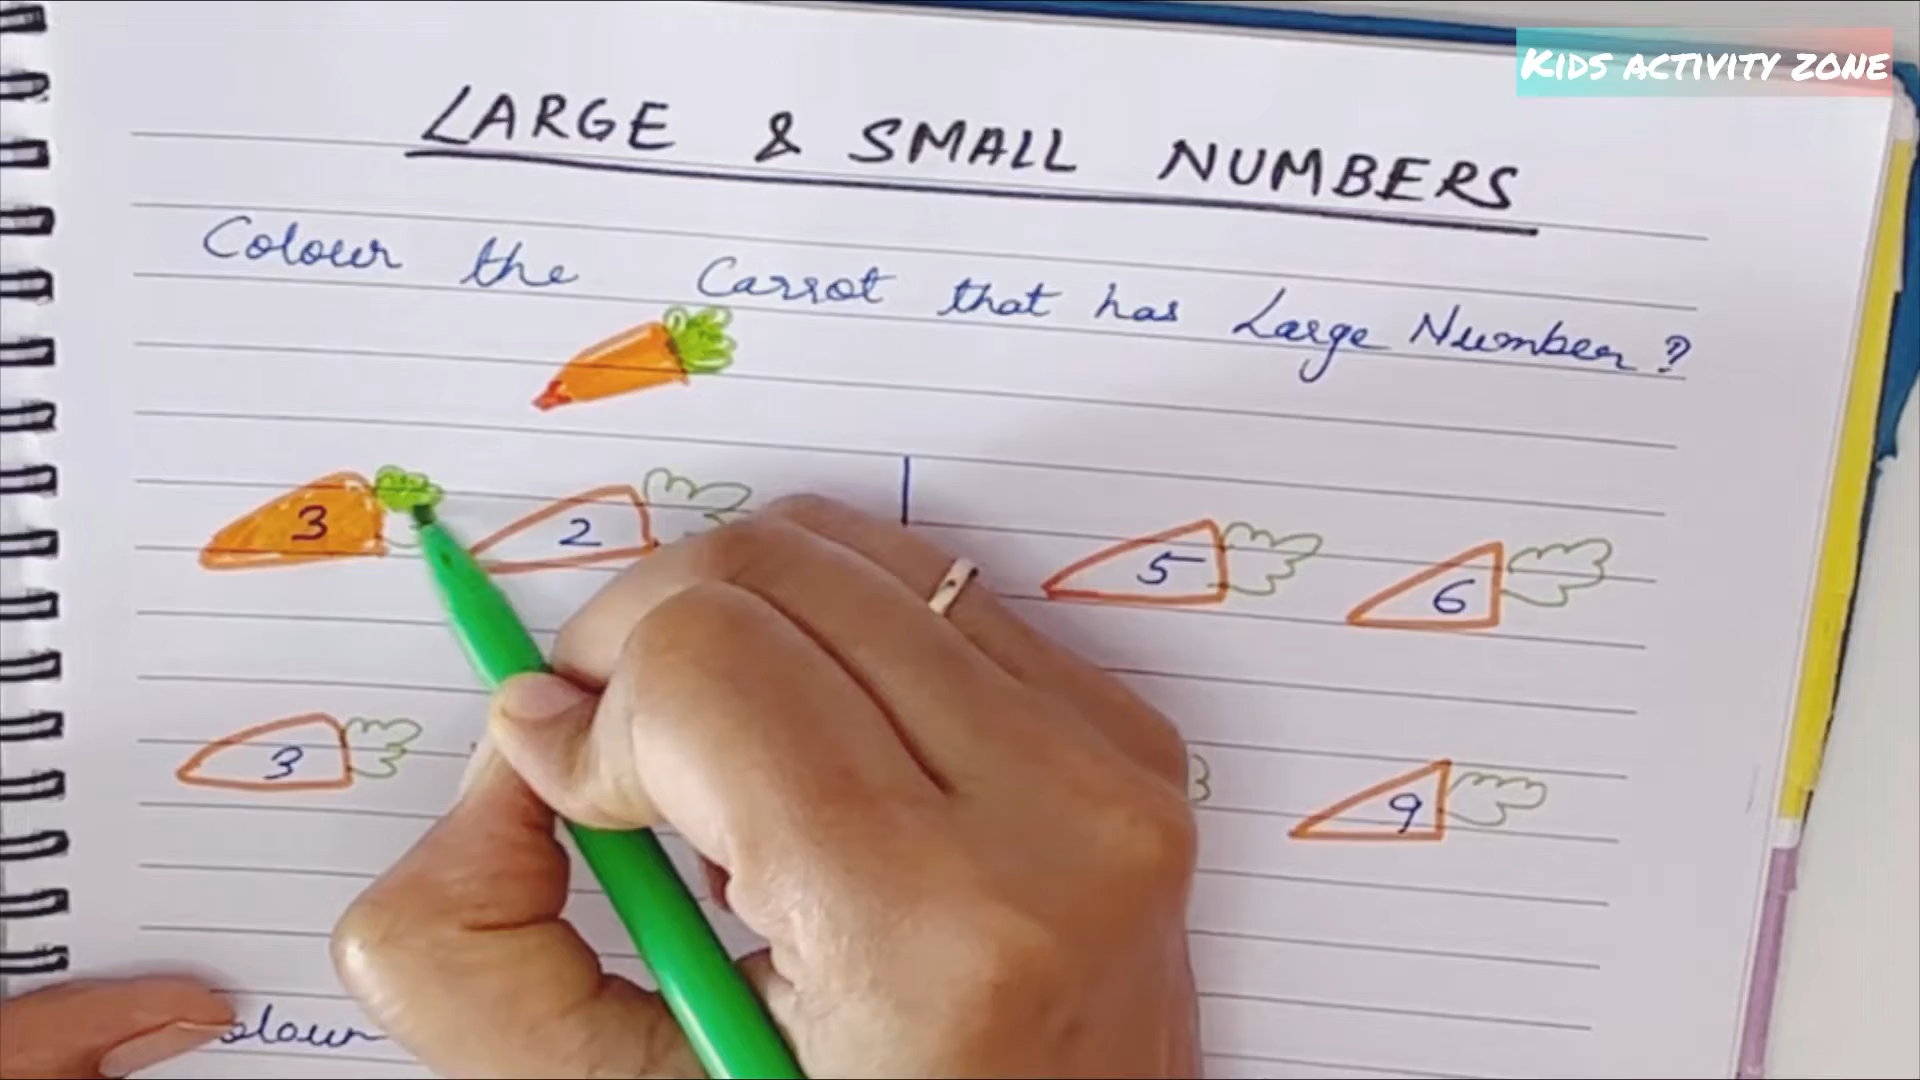 KIDS ACTIVITY ZONE
LARGE & SMALL NUMBERS
Colour the Carrot that has Large Number?
3 2 5 6
3 9
olour